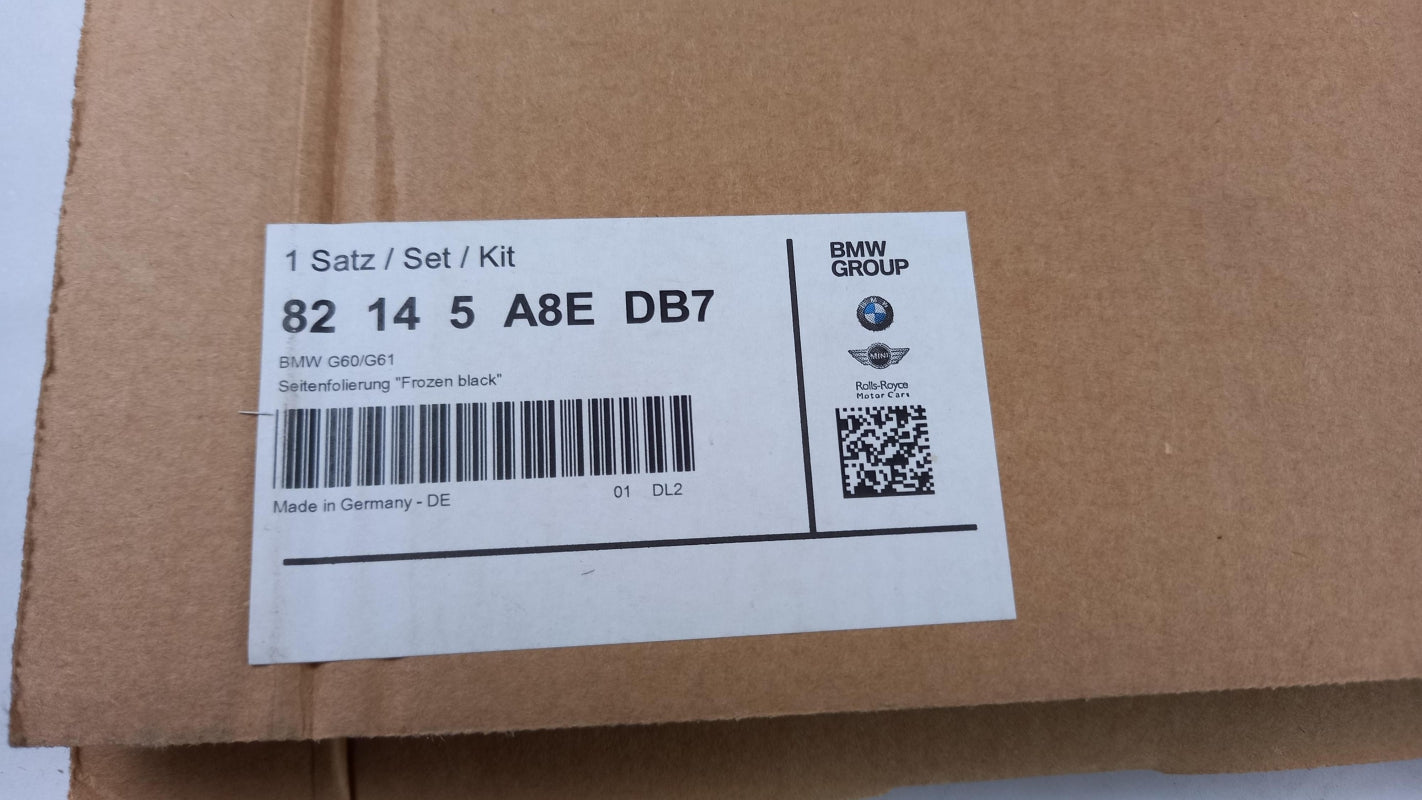 1 Satz / Set / Kit
82 14 5 A8E DB7
BMW G60/G61
Seitenfolierung "Frozen black"
Made in Germany - DE
01 DL2
BMW
GROUP
MINI
Rolls-Royce
Motor Cars